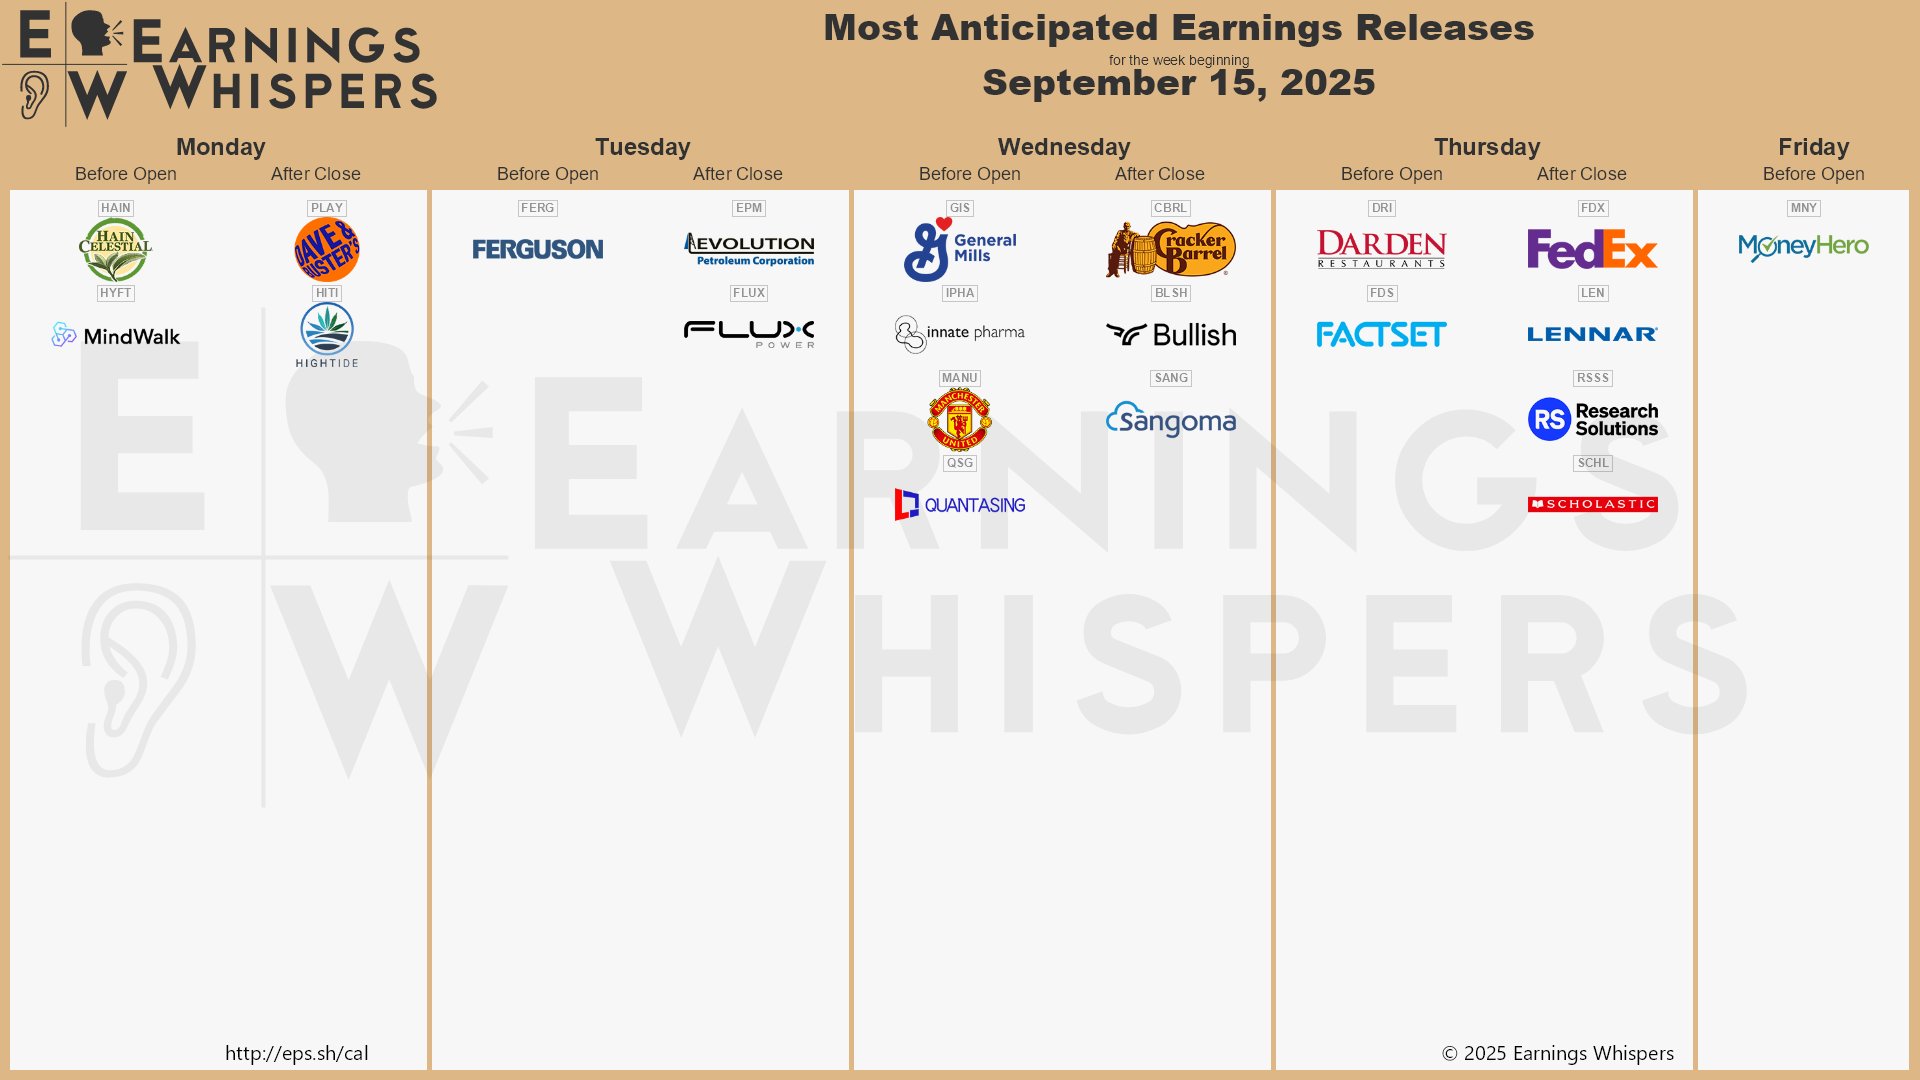 E
W
EARNINGS
WHISPERS
Most Anticipated Earnings Releases
for the week beginning
September 15, 2025
Monday
Before Open
After Close
Tuesday
Before Open
After Close
Wednesday
Before Open
After Close
Thursday
Before Open
After Close
Friday
Before Open
HAIN
HAIN
CELESTIAL
HYFT
MindWalk
PLAY
DAVE &
BUSTER'S
HITI
HIGHTIDE
FERG
FERGUSON
EPM
EVOLUTION
Petroleum Corporation
FLUX
FLUX
POWER
GIS
General
Mills
IPHA
innate pharma
MANU
MANCHESTER
UNITED
QSG
QUANTASING
CBRL
Cracker
Barrel
BLSH
Bullish
SANG
Sangoma
DRI
DARDEN
RESTAURANTS
FDS
FACTSET
FDX
FedEx
LEN
LENNAR
RSSS
RS
Research
Solutions
SCHL
SCHOLASTIC
MNY
MoneyHero
E
W
EARNINGS
WHISPERS
http://eps.sh/cal
© 2025 Earnings Whispers